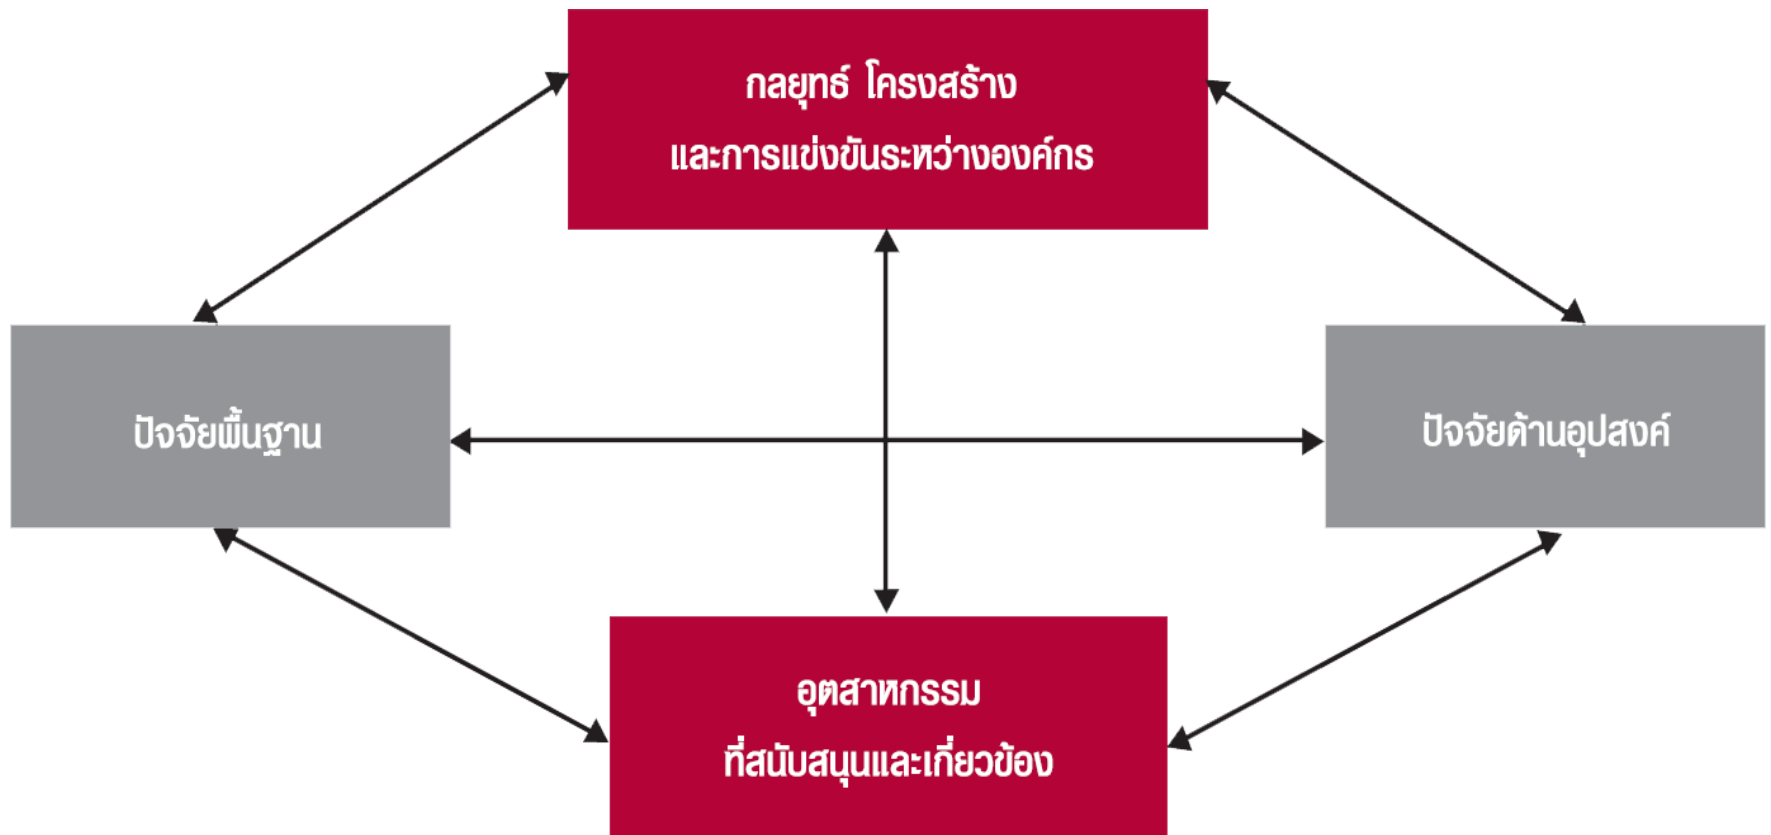 กลยุทธ์ โครงสร้าง
และการแข่งขันระหว่างองค์กร
ปัจจัยพื้นฐาน
ปัจจัยด้านอุปสงค์
อุตสาหกรรม
ที่สนับสนุนและเกี่ยวข้อง